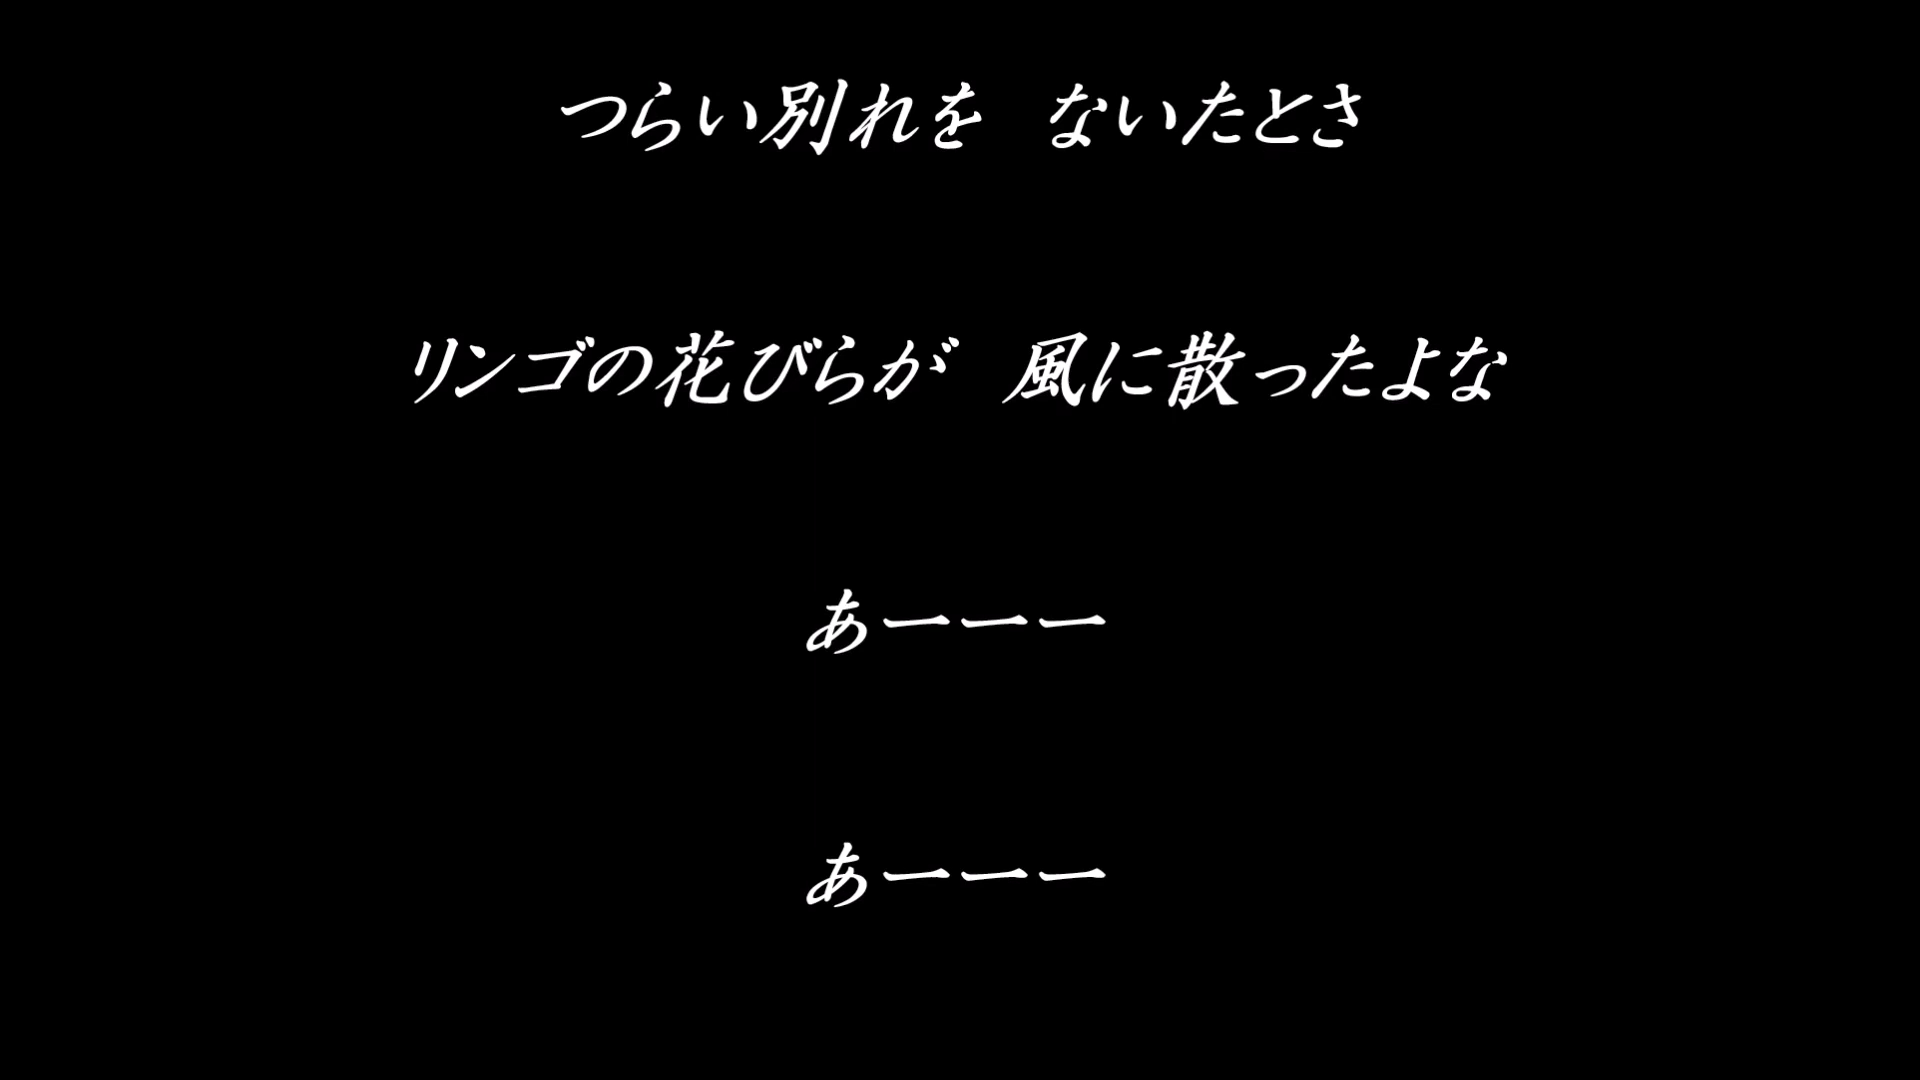 つらい別れを　ないたとさ
リンゴの花びらが　風に散ったよな
あーーー
あーーー